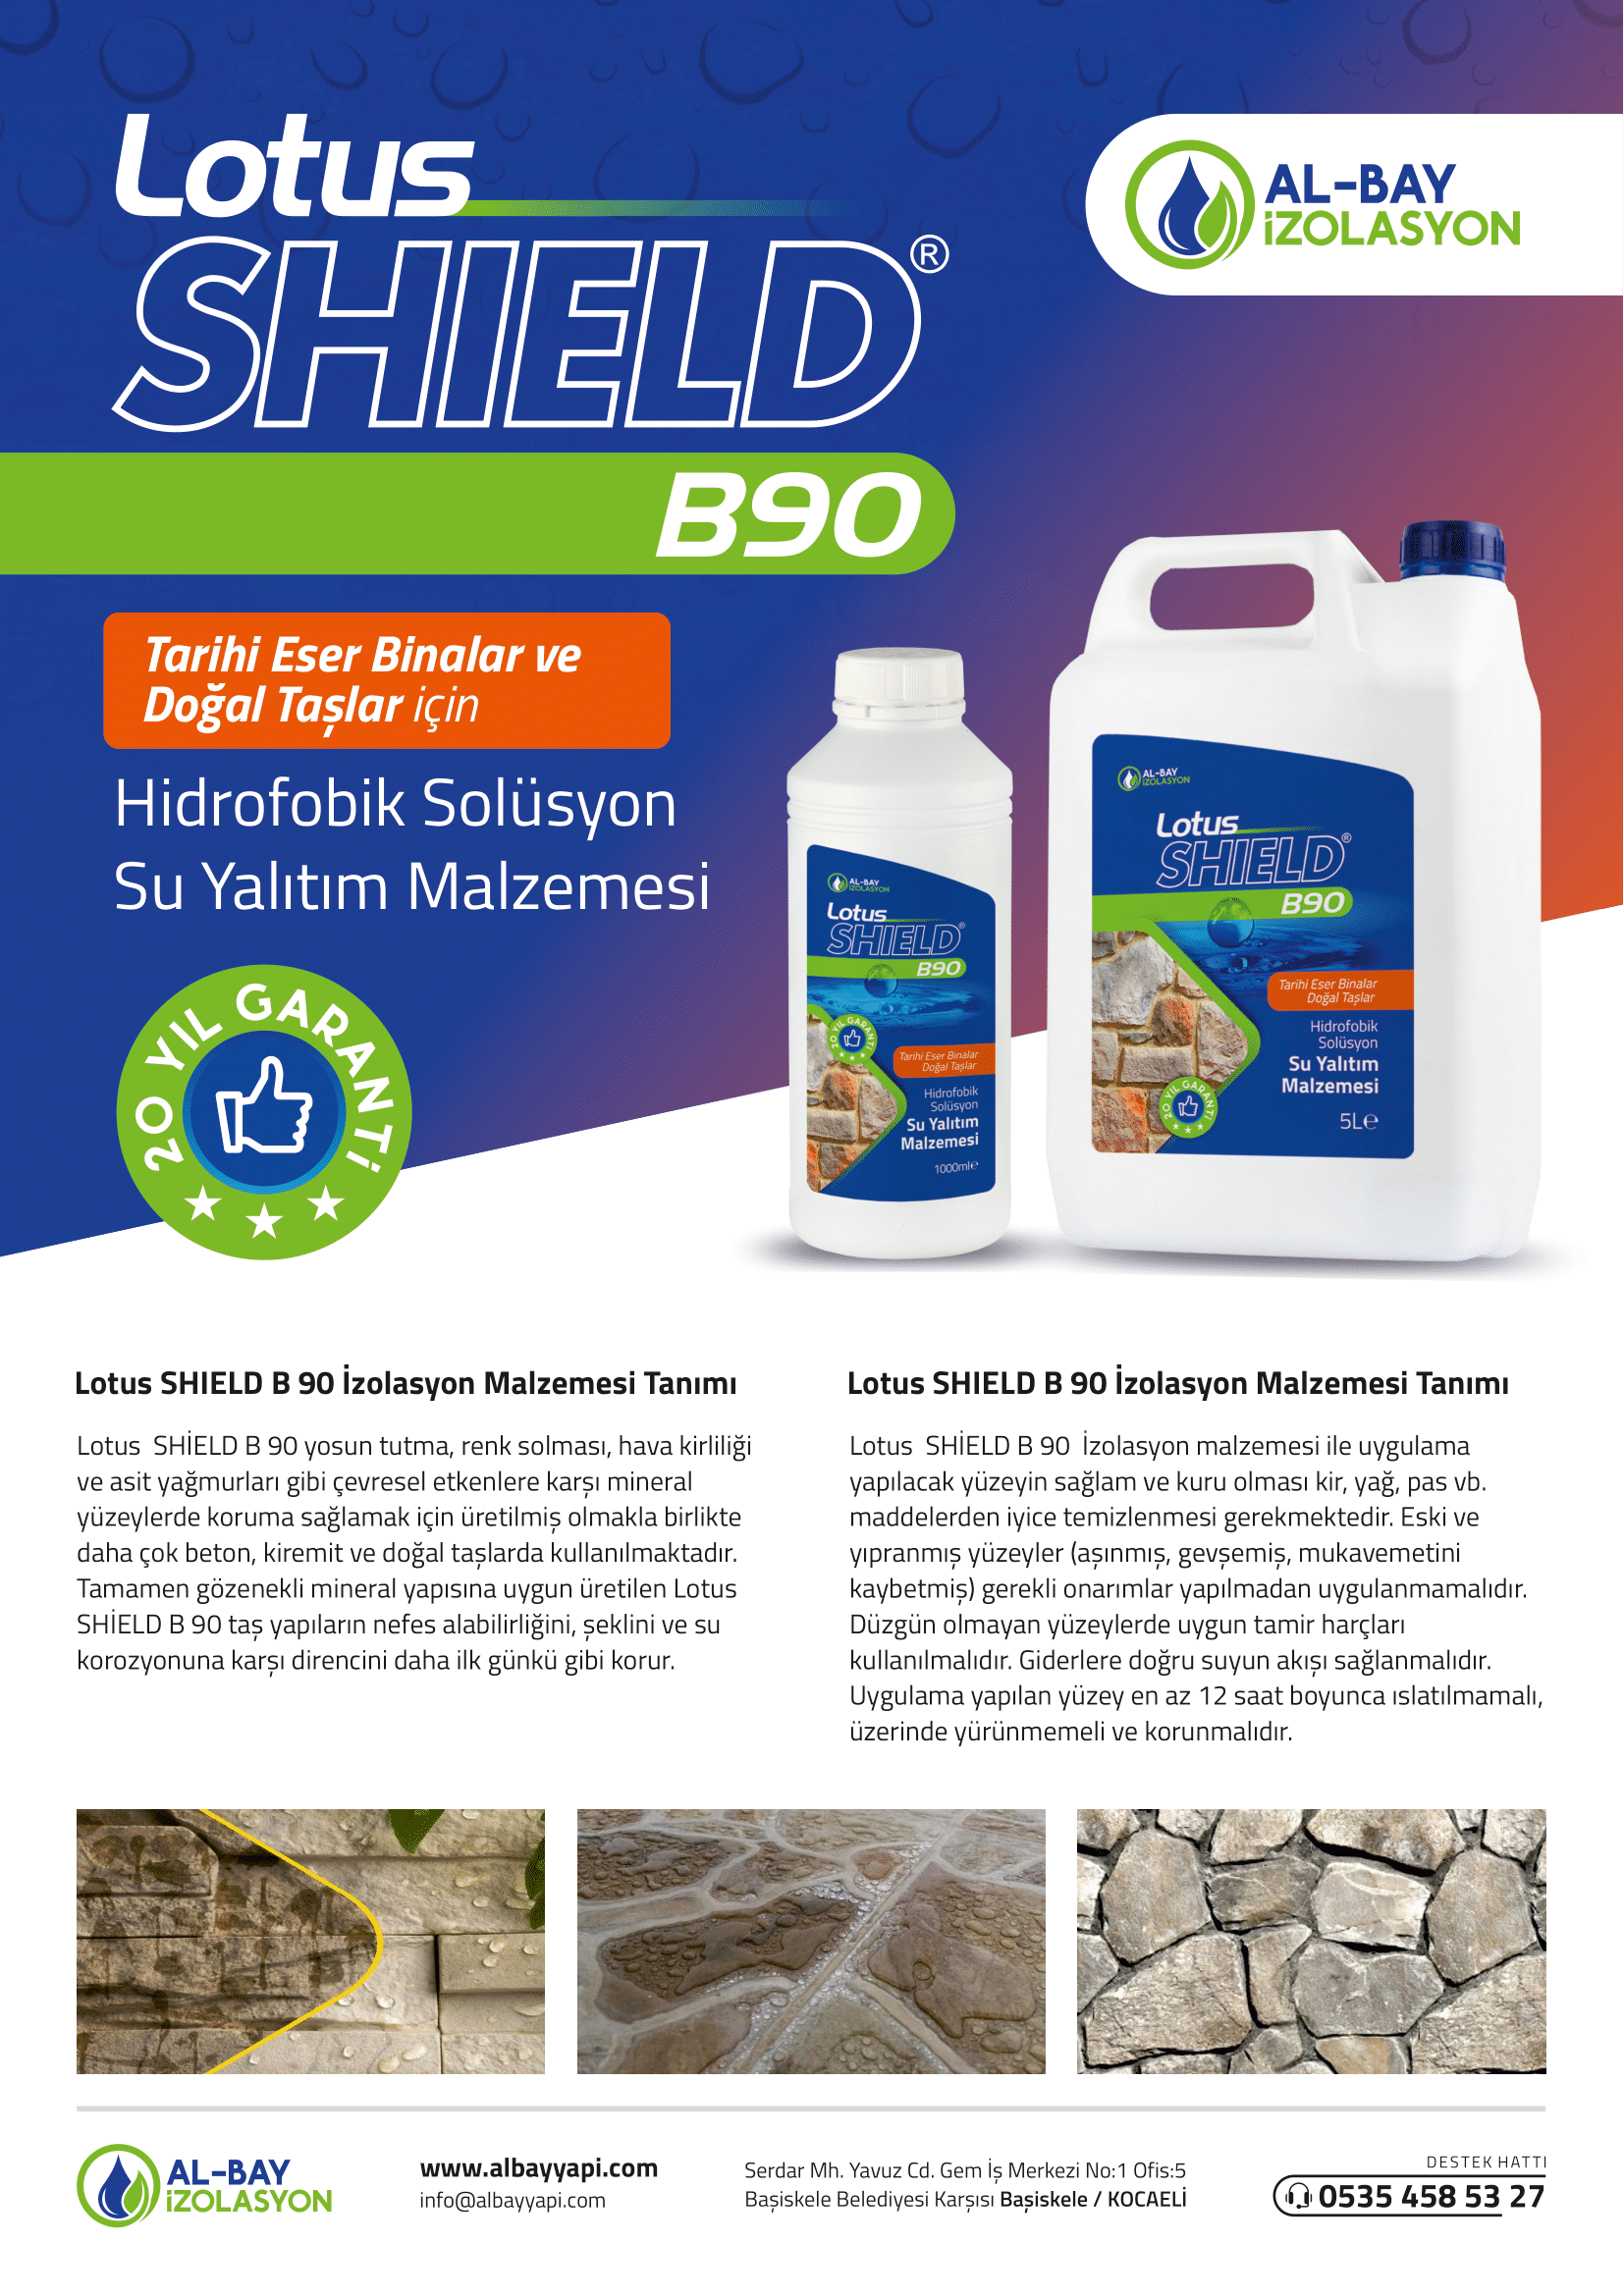 Lotus
SHIELD®
B90
AL-BAY
İZOLASYON
Tarihi Eser Binalar ve
Doğal Taşlar için
Hidrofobik Solüsyon
Su Yalıtım Malzemesi
20 YIL GARANTİ
AL-BAY
İZOLASYON
Lotus
SHIELD®
B90
20 YIL GARANTİ
Tarihi Eser Binalar
Doğal Taşlar
Hidrofobik
Solüsyon
Su Yalıtım
Malzemesi
1000ml℮
AL-BAY
İZOLASYON
Lotus
SHIELD®
B90
Tarihi Eser Binalar
Doğal Taşlar
Hidrofobik
Solüsyon
Su Yalıtım
Malzemesi
20 YIL GARANTİ
5L℮
Lotus SHIELD B 90 İzolasyon Malzemesi Tanımı
Lotus  SHİELD B 90 yosun tutma, renk solması, hava kirliliği
ve asit yağmurları gibi çevresel etkenlere karşı mineral
yüzeylerde koruma sağlamak için üretilmiş olmakla birlikte
daha çok beton, kiremit ve doğal taşlarda kullanılmaktadır.
Tamamen gözenekli mineral yapısına uygun üretilen Lotus
SHİELD B 90 taş yapıların nefes alabilirliğini, şeklini ve su
korozyonuna karşı direncini daha ilk günkü gibi korur.
Lotus SHIELD B 90 İzolasyon Malzemesi Tanımı
Lotus  SHİELD B 90  İzolasyon malzemesi ile uygulama
yapılacak yüzeyin sağlam ve kuru olması kir, yağ, pas vb.
maddelerden iyice temizlenmesi gerekmektedir. Eski ve
yıpranmış yüzeyler (aşınmış, gevşemiş, mukavemetini
kaybetmiş) gerekli onarımlar yapılmadan uygulanmamalıdır.
Düzgün olmayan yüzeylerde uygun tamir harçları
kullanılmalıdır. Giderlere doğru suyun akışı sağlanmalıdır.
Uygulama yapılan yüzey en az 12 saat boyunca ıslatılmamalı,
üzerinde yürünmemeli ve korunmalıdır.
AL-BAY
İZOLASYON
www.albayyapi.com
info@albayyapi.com
Serdar Mh. Yavuz Cd. Gem İş Merkezi No:1 Ofis:5
Başiskele Belediyesi Karşısı Başiskele / KOCAELİ
DESTEK HATTI
0535 458 53 27